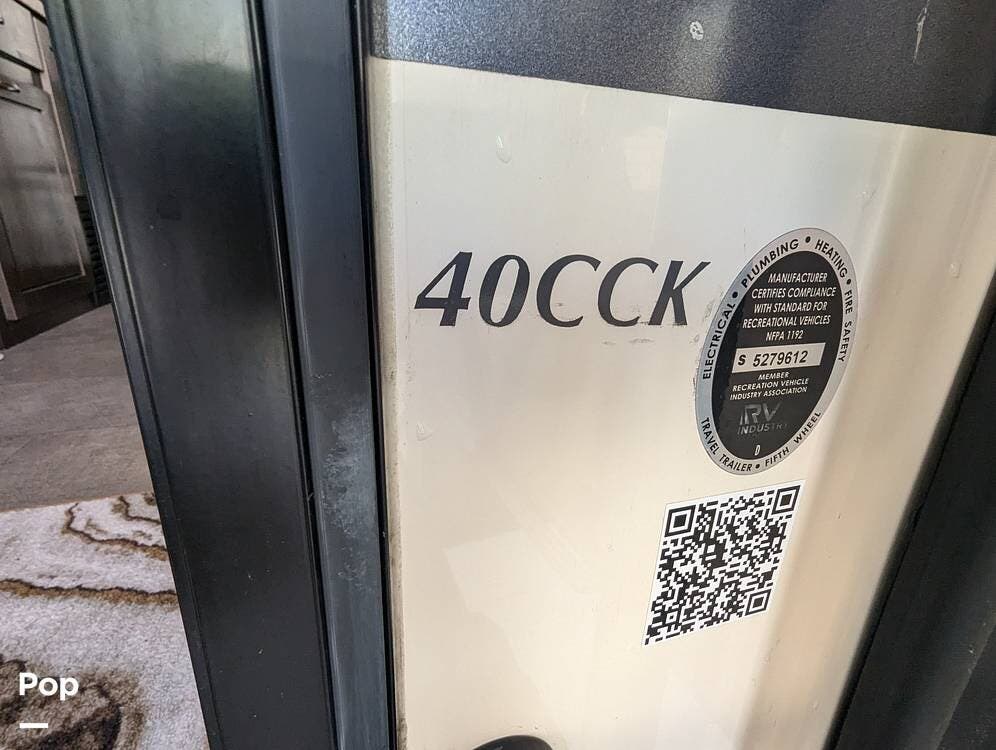 40CCK
ELECTRICAL • PLUMBING • HEATING • FIRE SAFETY
MANUFACTURER
CERTIFIES COMPLIANCE
WITH STANDARD FOR
RECREATIONAL VEHICLES
NFPA 1192
S 5279612
MEMBER
RECREATION VEHICLE
INDUSTRY ASSOCIATION
RV
INDUSTRY
D
TRAVEL TRAILER • FIFTH WHEEL
Pop